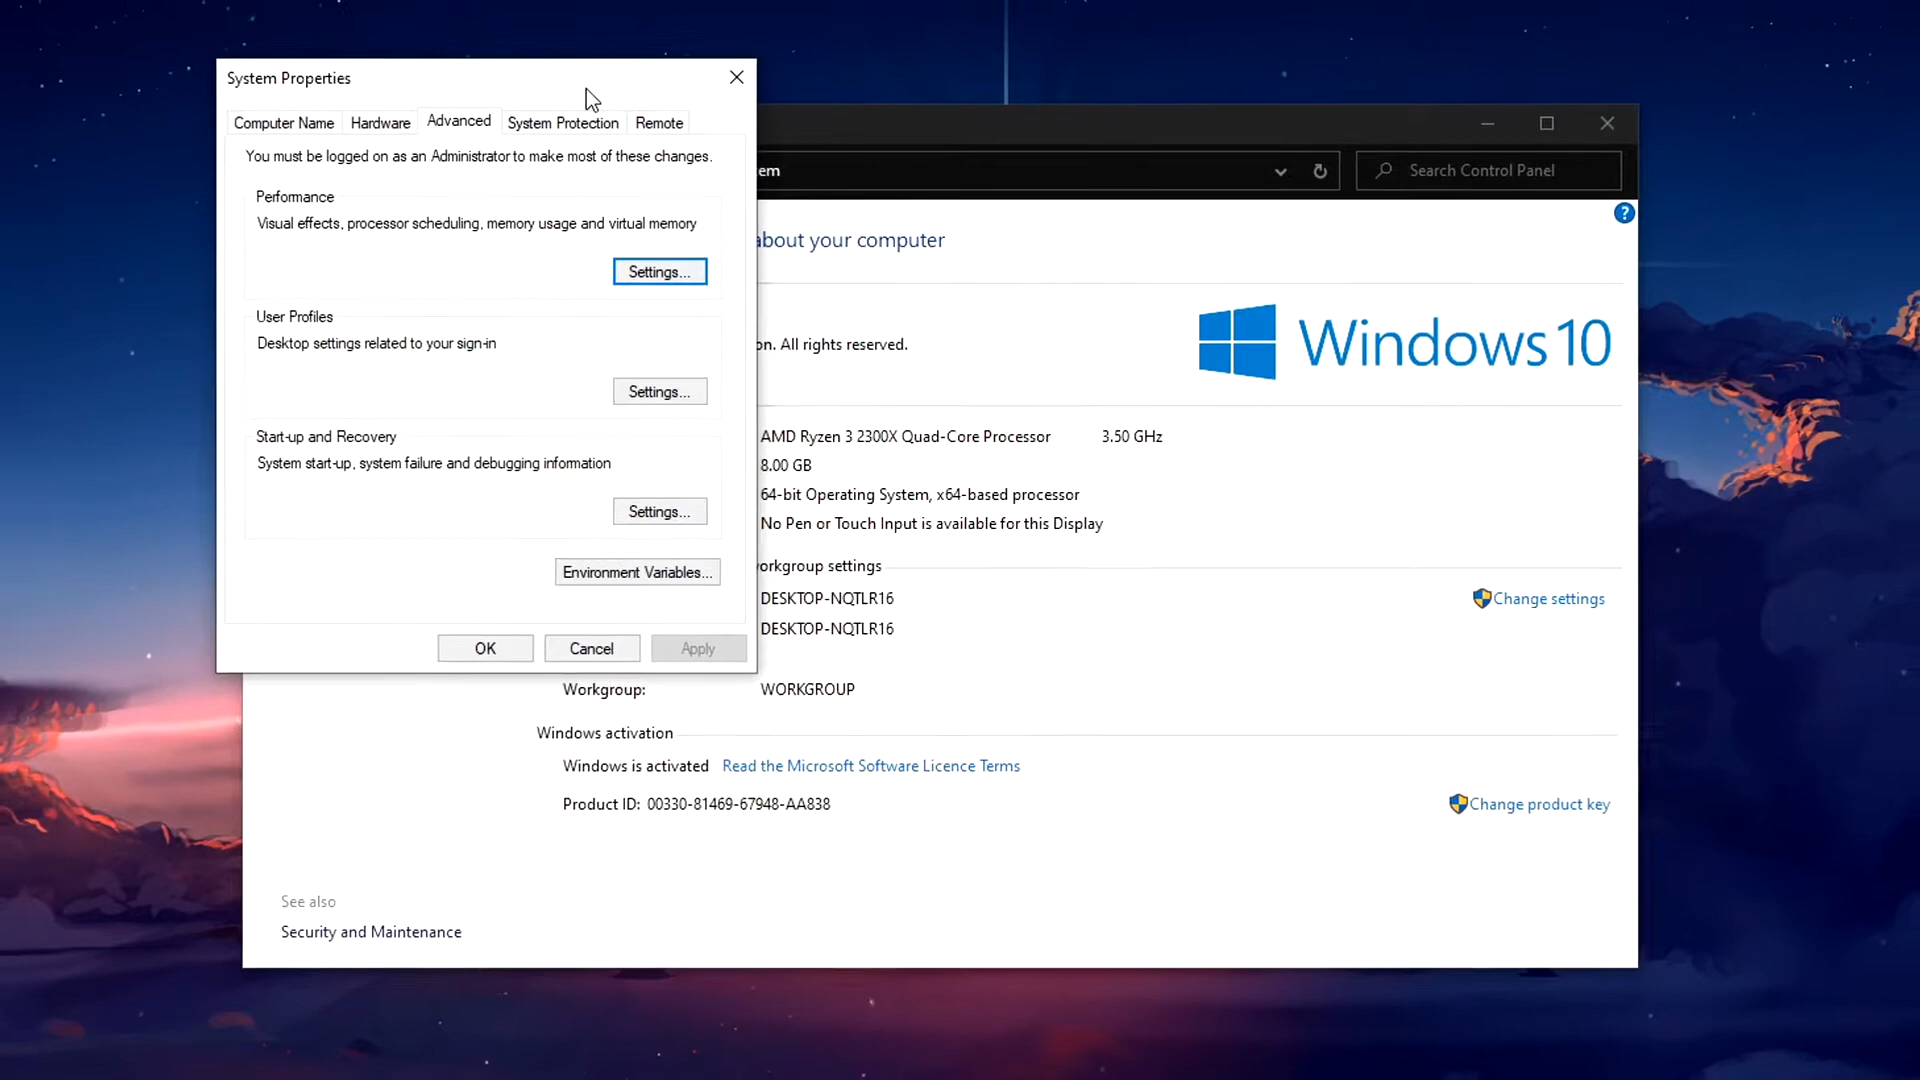 System Properties
Computer Name
Hardware
Advanced
System Protection
Remote
You must be logged on as an Administrator to make most of these changes.
Performance
Visual effects, processor scheduling, memory usage and virtual memory
Settings...
User Profiles
Desktop settings related to your sign-in
Settings...
Start-up and Recovery
System start-up, system failure and debugging information
Settings...
Environment Variables...
OK
Cancel
Apply
em
Search Control Panel
?
about your computer
on. All rights reserved.
Windows 10
AMD Ryzen 3 2300X Quad-Core Processor 3.50 GHz
8.00 GB
64-bit Operating System, x64-based processor
No Pen or Touch Input is available for this Display
orkgroup settings
DESKTOP-NQTLR16
Change settings
DESKTOP-NQTLR16
Workgroup: WORKGROUP
Windows activation
Windows is activated Read the Microsoft Software Licence Terms
Product ID: 00330-81469-67948-AA838
Change product key
See also
Security and Maintenance